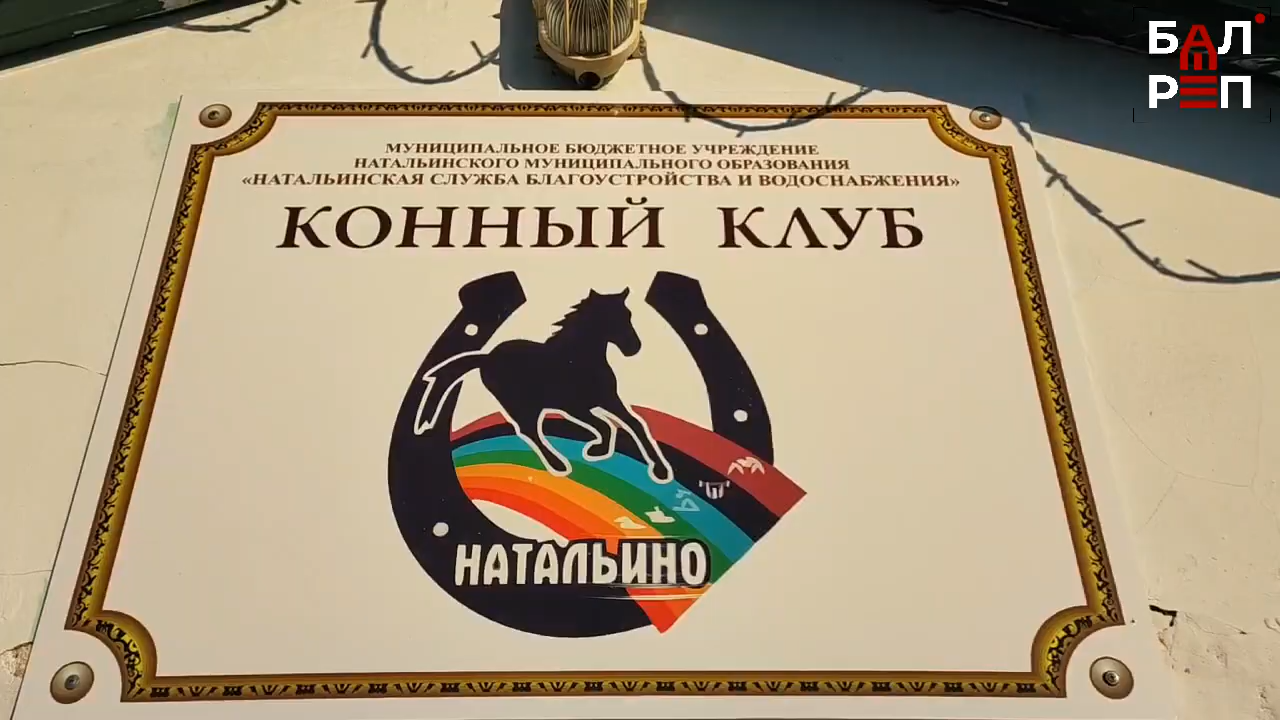 БАЛ
РЕП
МУНИЦИПАЛЬНОЕ БЮДЖЕТНОЕ УЧРЕЖДЕНИЕ
НАТАЛЬИНСКОГО МУНИЦИПАЛЬНОГО ОБРАЗОВАНИЯ
«НАТАЛЬИНСКАЯ СЛУЖБА БЛАГОУСТРОЙСТВА И ВОДОСНАБЖЕНИЯ»
КОННЫЙ КЛУБ
НАТАЛЬИНО